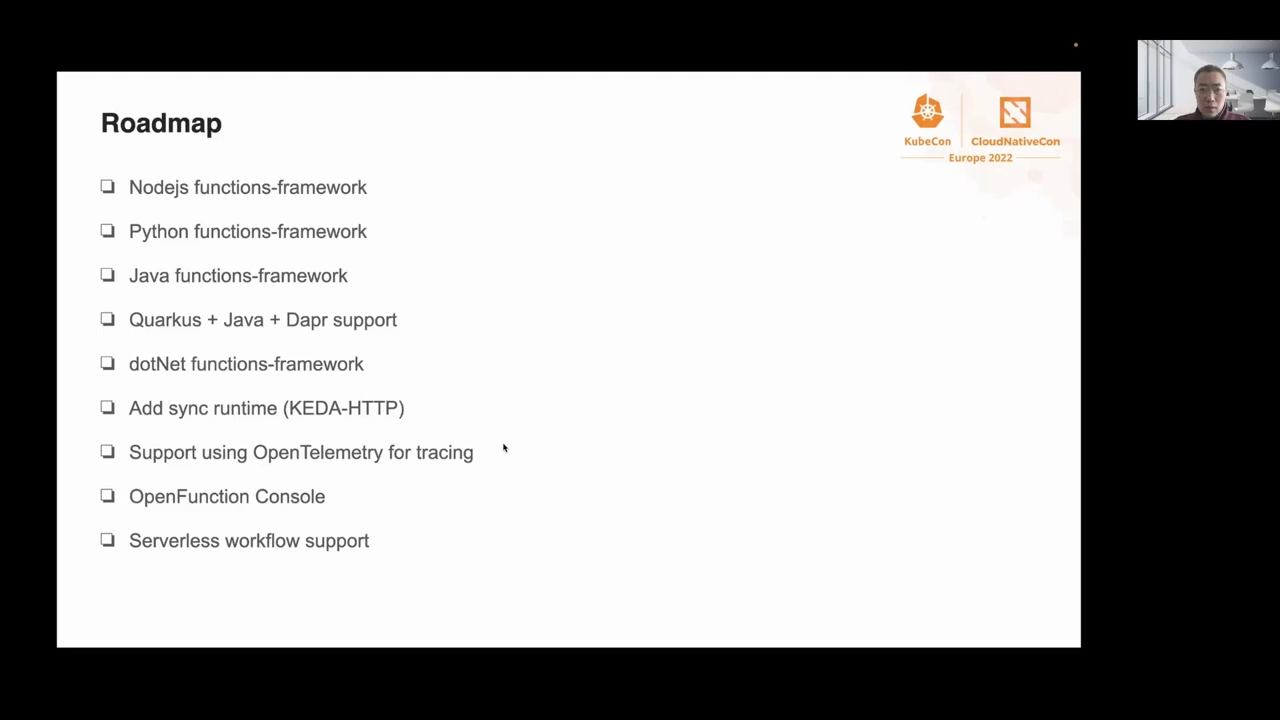 Roadmap
KubeCon
CloudNativeCon
Europe 2022
Nodejs functions-framework
Python functions-framework
Java functions-framework
Quarkus + Java + Dapr support
dotNet functions-framework
Add sync runtime (KEDA-HTTP)
Support using OpenTelemetry for tracing
OpenFunction Console
Serverless workflow support